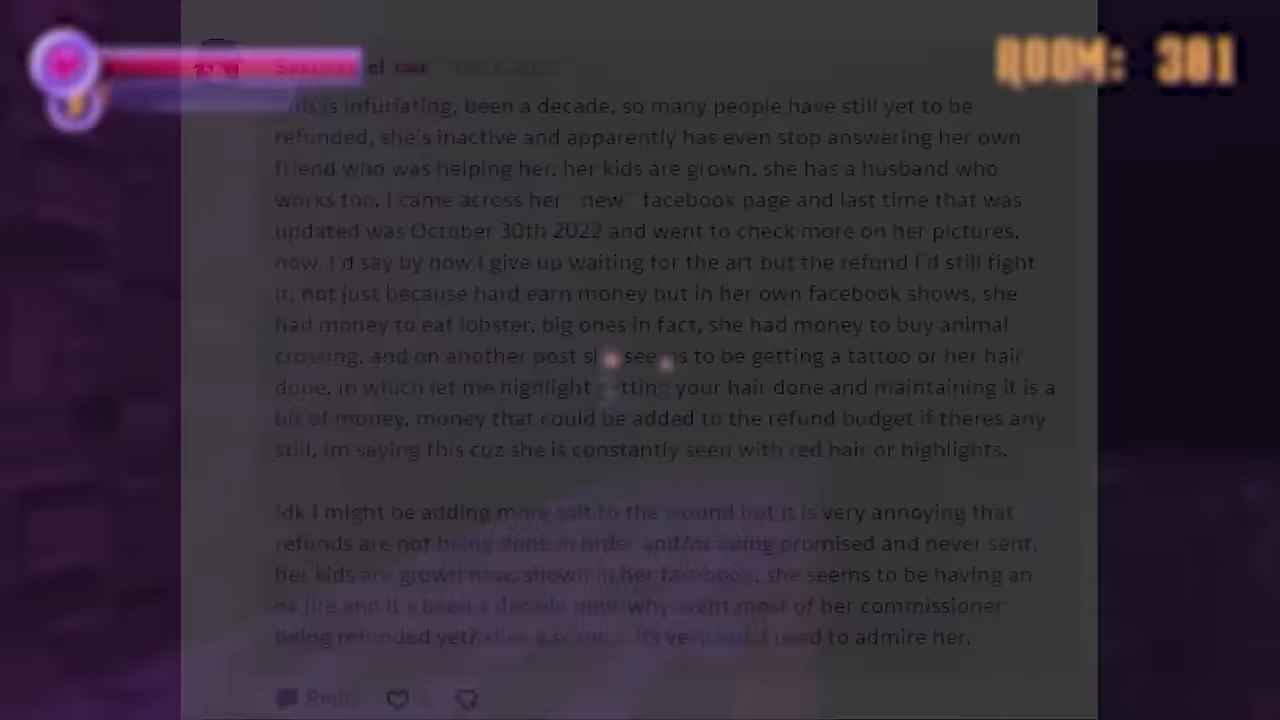 ROOM: 301
This is infuriating, been a decade, so many people have still yet to be
refunded, she's inactive and apparently has even stop answering her own
friend who was helping her, her kids are grown, she has a husband who
works too. I came across her "new" facebook page and last time that was
updated was October 30th 2022 and went to check more on her pictures,
now, I'd say by now I give up waiting for the art but the refund I'd still fight
it, not just because hard earn money but in her own facebook shows, she
had money to eat lobster, big ones in fact, she had money to buy animal
crossing, and on another post she seems to be getting a tattoo or her hair
done, in which let me highlight getting your hair done and maintaining it is a
bit of money, money that could be added to the refund budget if theres any
still, im saying this cuz she is constantly seen with red hair or highlights.
Idk I might be adding more salt to the wound but it is very annoying that
refunds are not being done in order and/or being promised and never sent,
her kids are grown now, shown in her facebook, she seems to be having an
ok life and it's been a decade now, why arent most of her commissioner
being refunded yet? its very I used to admire her.
Reply